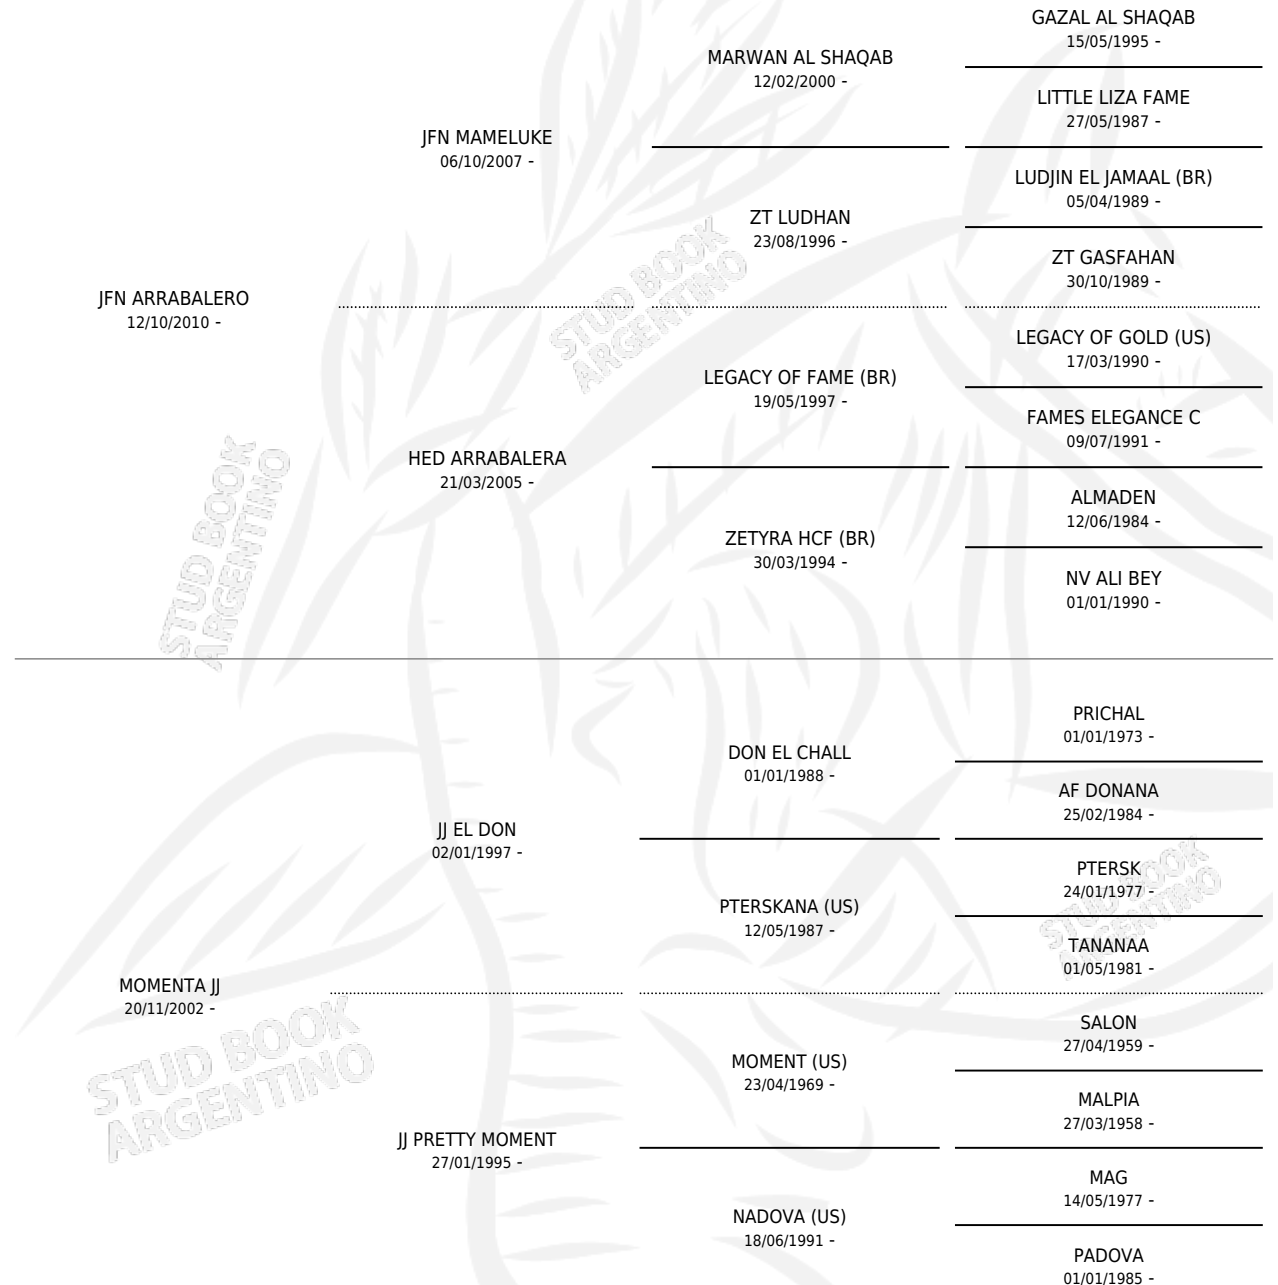 GAZAL AL SHAQAB
15/05/1995 -
MARWAN AL SHAQAB
12/02/2000 -
LITTLE LIZA FAME
27/05/1987 -
JFN MAMELUKE
06/10/2007 -
LUDJIN EL JAMAAL (BR)
05/04/1989 -
ZT LUDHAN
23/08/1996 -
ZT GASFAHAN
30/10/1989 -
JFN ARRABALERO
12/10/2010 -
STUD BOOK
ARGENTINO
LEGACY OF GOLD (US)
17/03/1990 -
LEGACY OF FAME (BR)
19/05/1997 -
FAMES ELEGANCE C
09/07/1991 -
HED ARRABALERA
21/03/2005 -
ALMADEN
12/06/1984 -
ZETYRA HCF (BR)
30/03/1994 -
NV ALI BEY
01/01/1990 -
STUD BOOK
ARGENTINO
PRICHAL
01/01/1973 -
DON EL CHALL
01/01/1988 -
AF DONANA
25/02/1984 -
JJ EL DON
02/01/1997 -
PTERSK
24/01/1977 -
PTERSKANA (US)
12/05/1987 -
TANANAA
01/05/1981 -
STUD BOOK
ARGENTINO
MOMENTA JJ
20/11/2002 -
SALON
27/04/1959 -
MOMENT (US)
23/04/1969 -
MALPIA
27/03/1958 -
STUD BOOK
ARGENTINO
JJ PRETTY MOMENT
27/01/1995 -
MAG
14/05/1977 -
NADOVA (US)
18/06/1991 -
PADOVA
01/01/1985 -